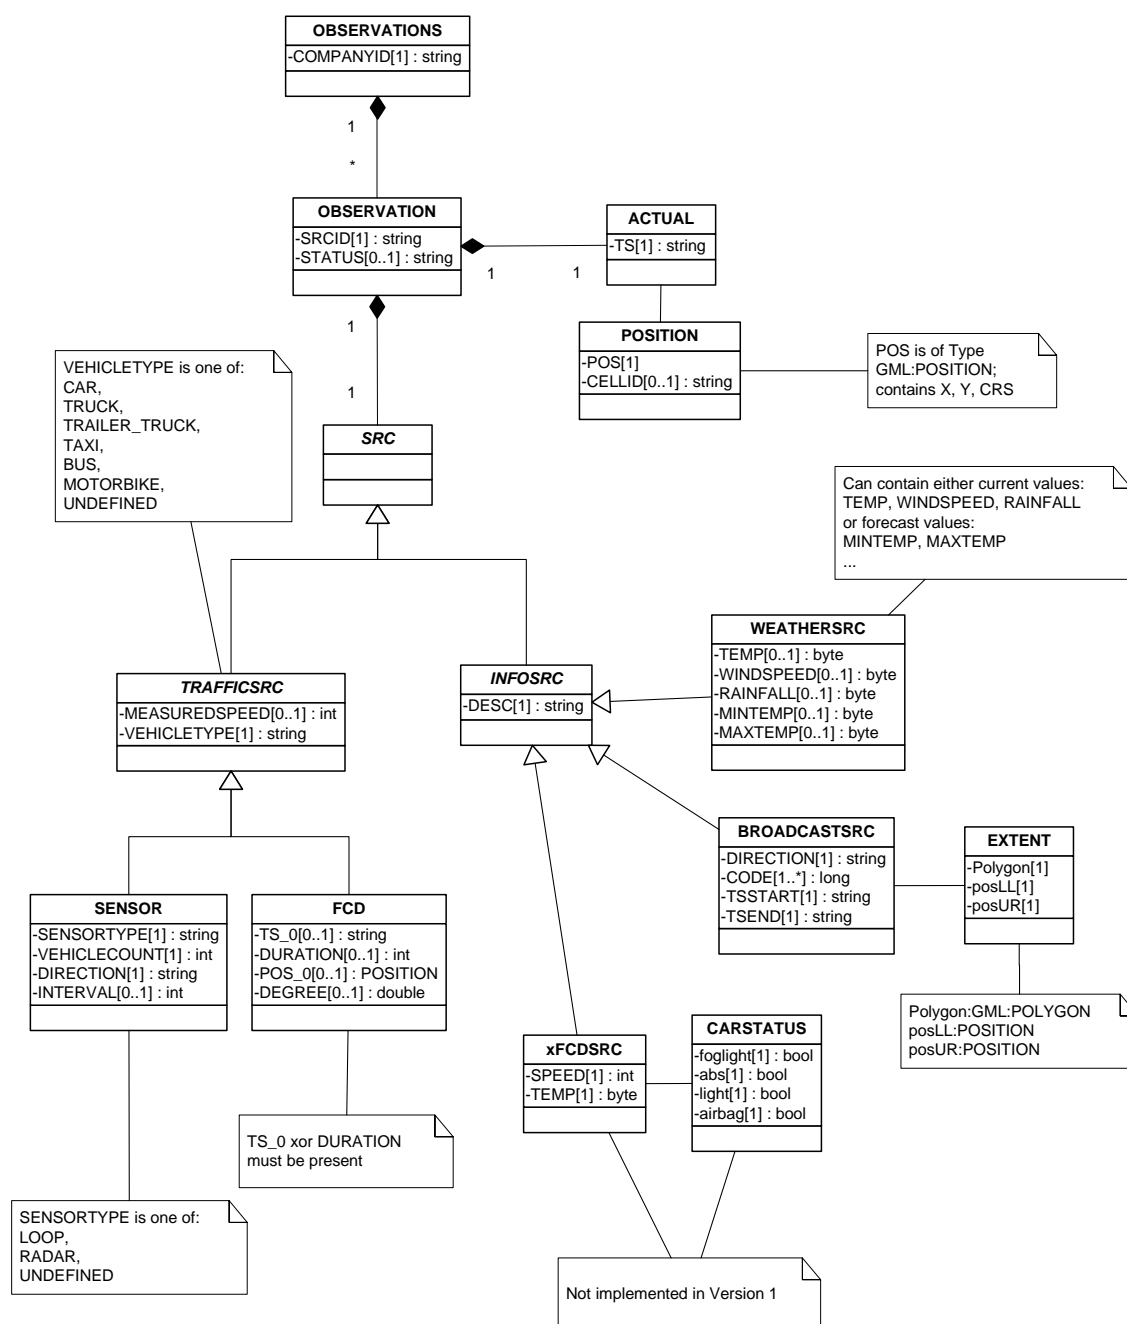 OBSERVATIONS
-COMPANYID[1] : string
1
*
OBSERVATION
-SRCID[1] : string
-STATUS[0..1] : string
1
1
ACTUAL
-TS[1] : string
POSITION
-POS[1]
-CELLID[0..1] : string
POS is of Type
GML:POSITION;
contains X, Y, CRS
1
1
VEHICLETYPE is one of:
CAR,
TRUCK,
TRAILER_TRUCK,
TAXI,
BUS,
MOTORBIKE,
UNDEFINED
SRC
Can contain either current values:
TEMP, WINDSPEED, RAINFALL
or forecast values:
MINTEMP, MAXTEMP
...
TRAFFICSRC
-MEASUREDSPEED[0..1] : int
-VEHICLETYPE[1] : string
INFOSRC
-DESC[1] : string
WEATHERSRC
-TEMP[0..1] : byte
-WINDSPEED[0..1] : byte
-RAINFALL[0..1] : byte
-MINTEMP[0..1] : byte
-MAXTEMP[0..1] : byte
BROADCASTSRC
-DIRECTION[1] : string
-CODE[1..*] : long
-TSSTART[1] : string
-TSEND[1] : string
EXTENT
-Polygon[1]
-posLL[1]
-posUR[1]
SENSOR
-SENSORTYPE[1] : string
-VEHICLECOUNT[1] : int
-DIRECTION[1] : string
-INTERVAL[0..1] : int
FCD
-TS_0[0..1] : string
-DURATION[0..1] : int
-POS_0[0..1] : POSITION
-DEGREE[0..1] : double
Polygon:GML:POLYGON
posLL:POSITION
posUR:POSITION
xFCDSRC
-SPEED[1] : int
-TEMP[1] : byte
CARSTATUS
-foglight[1] : bool
-abs[1] : bool
-light[1] : bool
-airbag[1] : bool
TS_0 xor DURATION
must be present
SENSORTYPE is one of:
LOOP,
RADAR,
UNDEFINED
Not implemented in Version 1